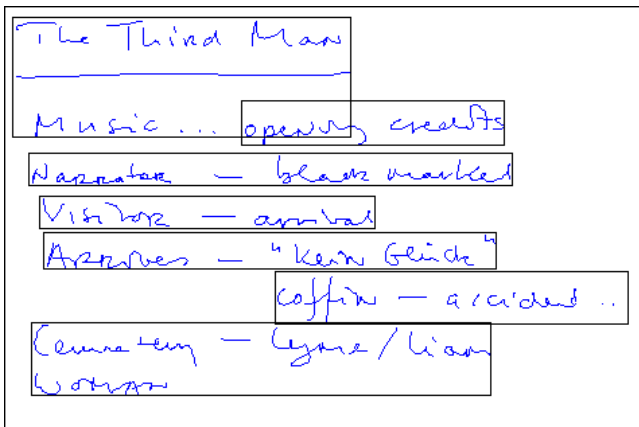 The Third Man
Music... opening credits
Narrator — black market
Visitor — arrival
Arrives — "Kein Glück"
coffin — accident ..
Cemetery — Lyme / Liam
Woman